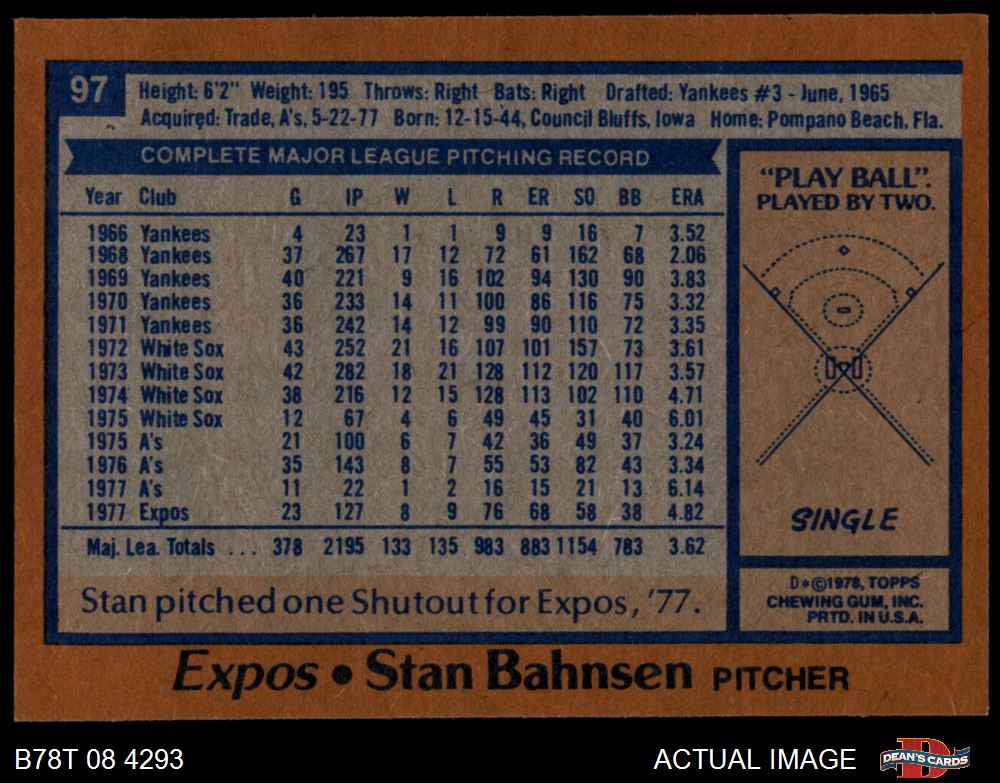 97
Height: 6'2" Weight: 195 Throws: Right Bats: Right Drafted: Yankees #3 - June, 1965
Acquired: Trade, A's, 5-22-77 Born: 12-15-44, Council Bluffs, Iowa Home: Pompano Beach, Fla.
COMPLETE MAJOR LEAGUE PITCHING RECORD
Year Club G IP W L R ER SO BB ERA
1966 Yankees 4 23 1 1 9 9 16 7 3.52
1968 Yankees 37 267 17 12 72 61 162 68 2.06
1969 Yankees 40 221 9 16 102 94 130 90 3.83
1970 Yankees 36 233 14 11 100 86 116 75 3.32
1971 Yankees 36 242 14 12 99 90 110 72 3.35
1972 White Sox 43 252 21 16 107 101 157 73 3.61
1973 White Sox 42 282 18 21 128 112 120 117 3.57
1974 White Sox 38 216 12 15 128 113 102 110 4.71
1975 White Sox 12 67 4 6 49 45 31 40 6.01
1975 A's 21 100 6 7 42 36 49 37 3.24
1976 A's 35 143 8 7 55 53 82 43 3.34
1977 A's 11 22 1 2 16 15 21 13 6.14
1977 Expos 23 127 8 9 76 68 58 38 4.82
Maj. Lea. Totals ... 378 2195 133 135 983 883 1154 783 3.62
Stan pitched one Shutout for Expos, '77.
"PLAY BALL".
PLAYED BY TWO.
SINGLE
D*©1978, TOPPS
CHEWING GUM, INC.
PRTD. IN U.S.A.
Expos • Stan Bahnsen PITCHER
B78T 08 4293
ACTUAL IMAGE
D
DEAN'S CARDS